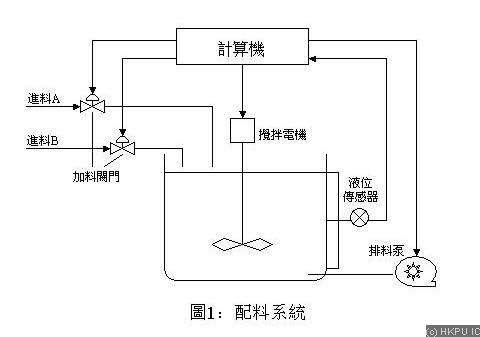 計算機
進料A
進料B
攪拌電機
加料閥門
液位
傳感器
排料泵
圖1：配料系統
(c) HKPU IC